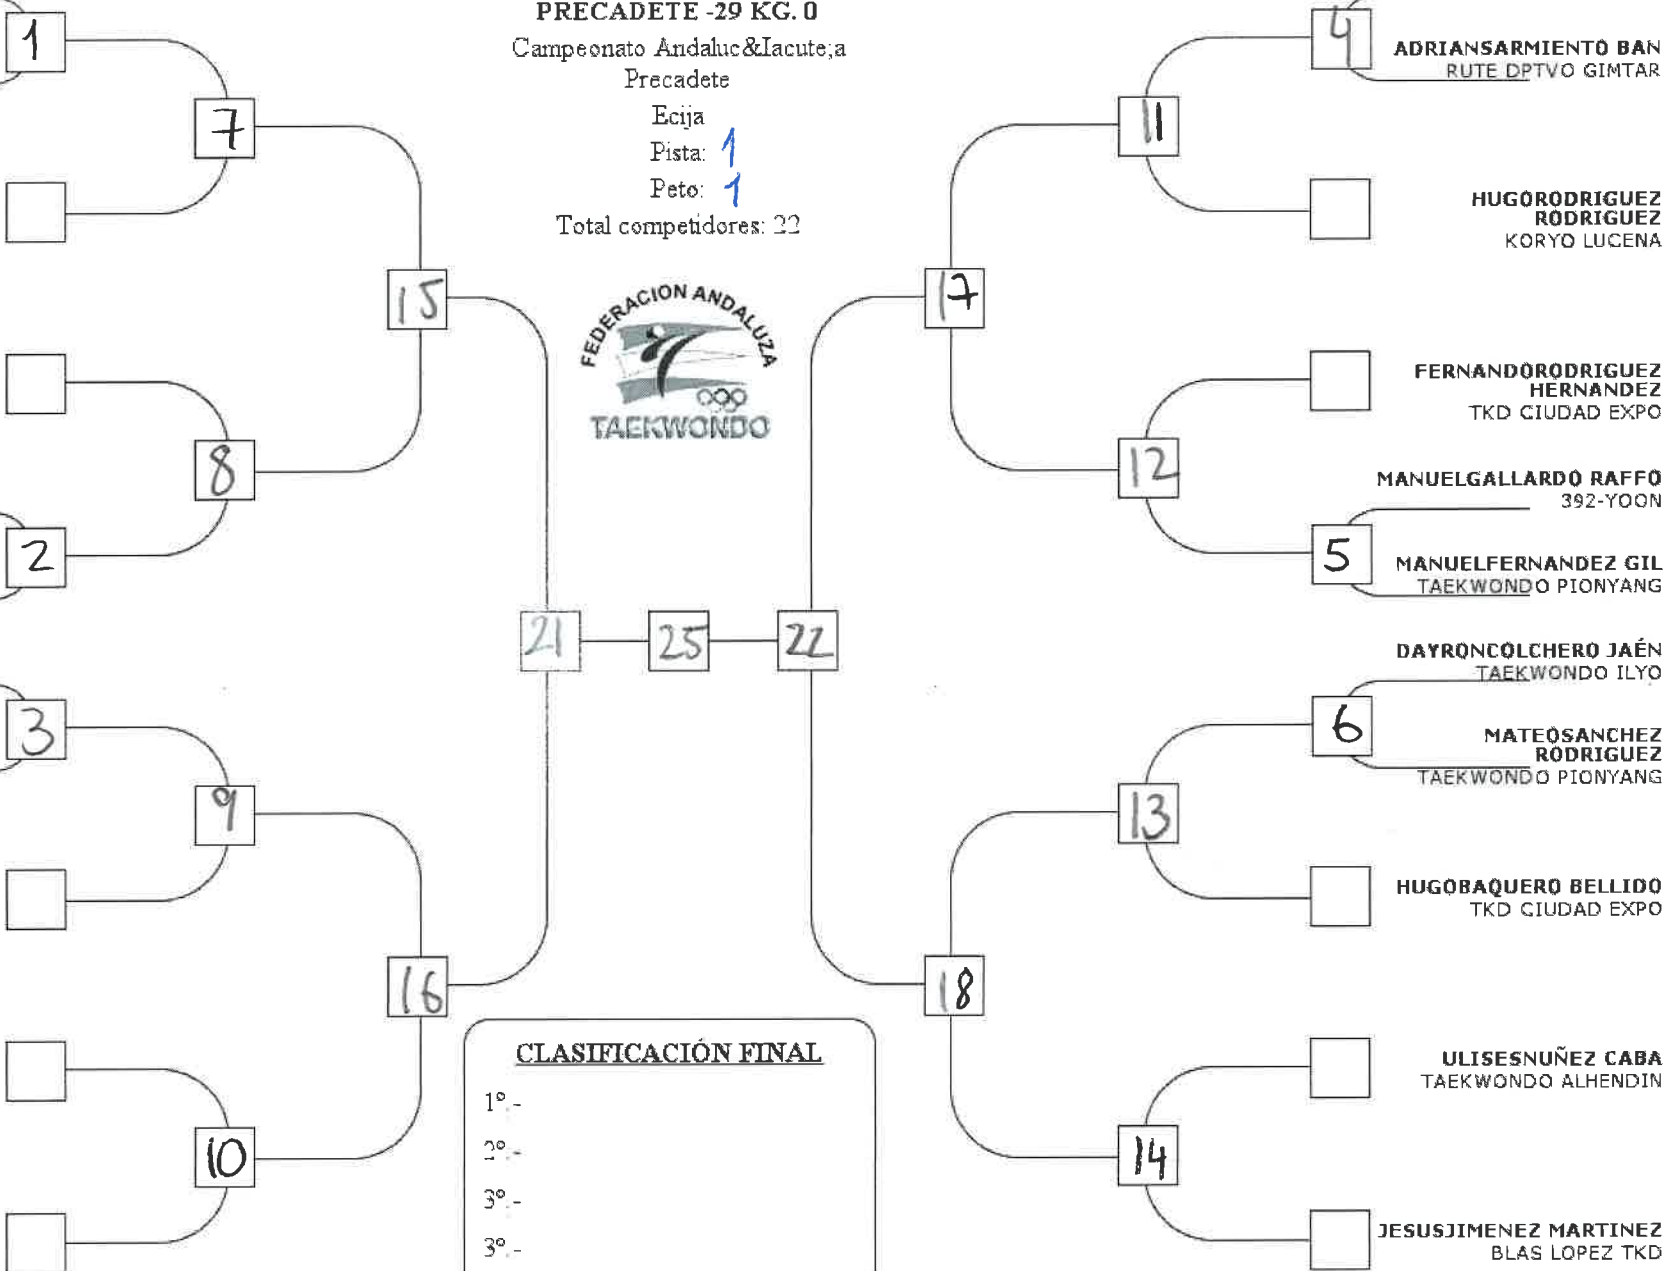 PRECADETE -29 KG. 0
Campeonato Andaluc&Iacute;a
Precadete
Ecija
Pista: 1
Peto: 1
Total competidores: 22
FEDERACION ANDALUZA
TAEKWONDO
1
7
15
8
2
3
9
16
10
21
25
22
17
11
4
12
5
18
13
6
14
ADRIANSARMIENTO BAN
RUTE DPTVO GIMTAR
HUGORODRIGUEZ
RODRIGUEZ
KORYO LUCENA
FERNANDORODRIGUEZ
HERNANDEZ
TKD CIUDAD EXPO
MANUELGALLARDO RAFFO
392-YOON
MANUELFERNANDEZ GIL
TAEKWONDO PIONYANG
DAYRONCOLCHERO JAÉN
TAEKWONDO ILYO
MATEOSANCHEZ
RODRIGUEZ
TAEKWONDO PIONYANG
HUGOBAQUERO BELLIDO
TKD CIUDAD EXPO
ULISESNUÑEZ CABA
TAEKWONDO ALHENDIN
JESUSJIMENEZ MARTINEZ
BLAS LOPEZ TKD
CLASIFICACIÓN FINAL
1º.-
2º.-
3º.-
3º.-